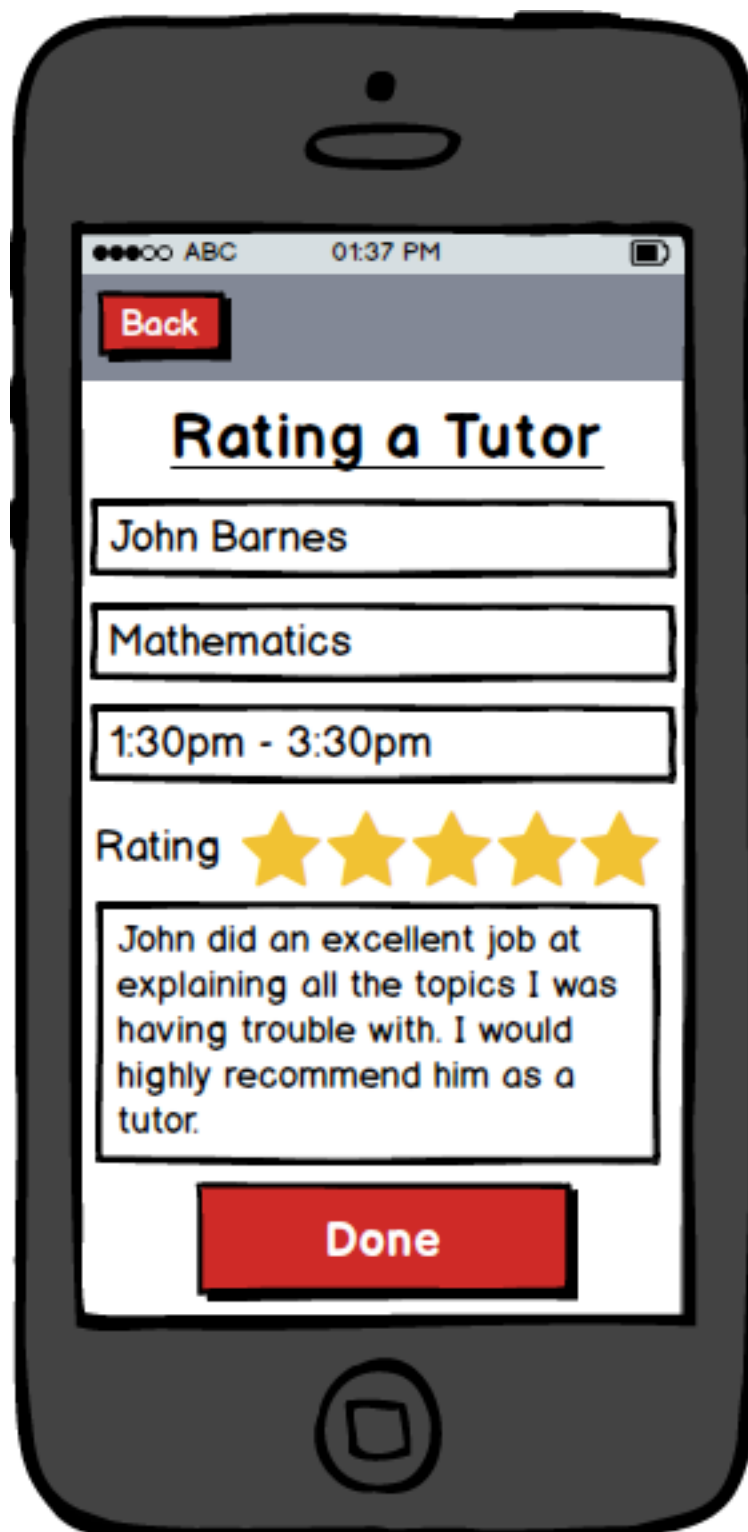 ABC 01:37 PM
Back
Rating a Tutor
John Barnes
Mathematics
1:30pm - 3:30pm
Rating
John did an excellent job at
explaining all the topics I was
having trouble with. I would
highly recommend him as a
tutor.
Done